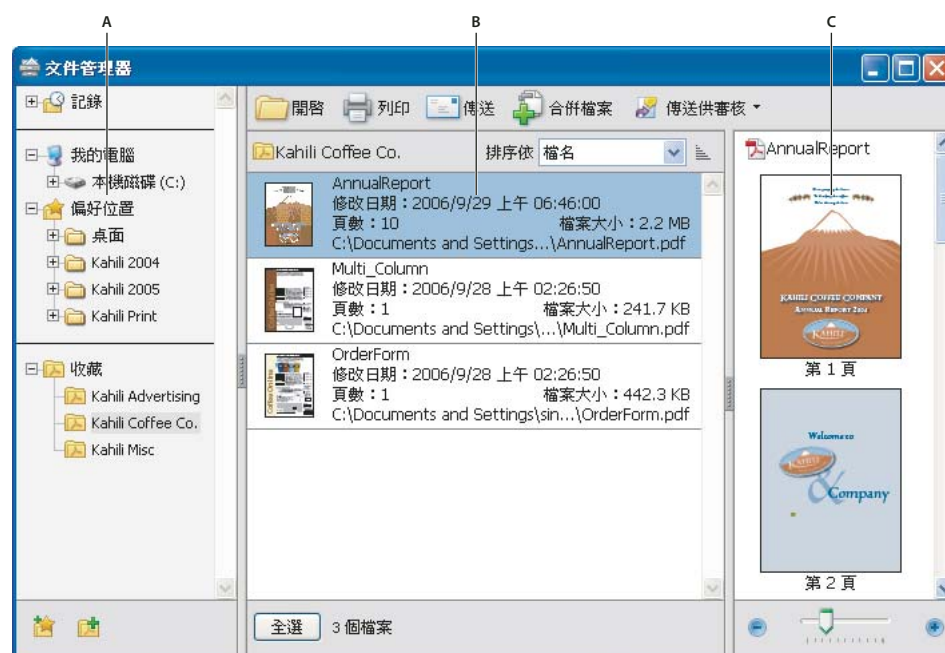 A
B
C
文件管理器
記錄
我的電腦
本機磁碟 (C:)
偏好位置
桌面
Kahili 2004
Kahili 2005
Kahili Print
收藏
Kahili Advertising
Kahili Coffee Co.
Kahili Misc
開啓 列印 傳送 合併檔案 傳送供審核
Kahili Coffee Co. 排序依 檔名
AnnualReport
修改日期：2006/9/29 上午 06:46:00
頁數：10 檔案大小：2.2 MB
C:\Documents and Settings...\AnnualReport.pdf
Multi_Column
修改日期：2006/9/28 上午 02:26:50
頁數：1 檔案大小：241.7 KB
C:\Documents and Settings\...\Multi_Column.pdf
OrderForm
修改日期：2006/9/28 上午 02:26:50
頁數：1 檔案大小：442.3 KB
C:\Documents and Settings\sin...\OrderForm.pdf
全選 3 個檔案
AnnualReport
KAHILI COFFEE COMPANY
ANNUAL REPORT
KAHILI
第 1 頁
Welcome to
KAHILI
&
Company
第 2 頁